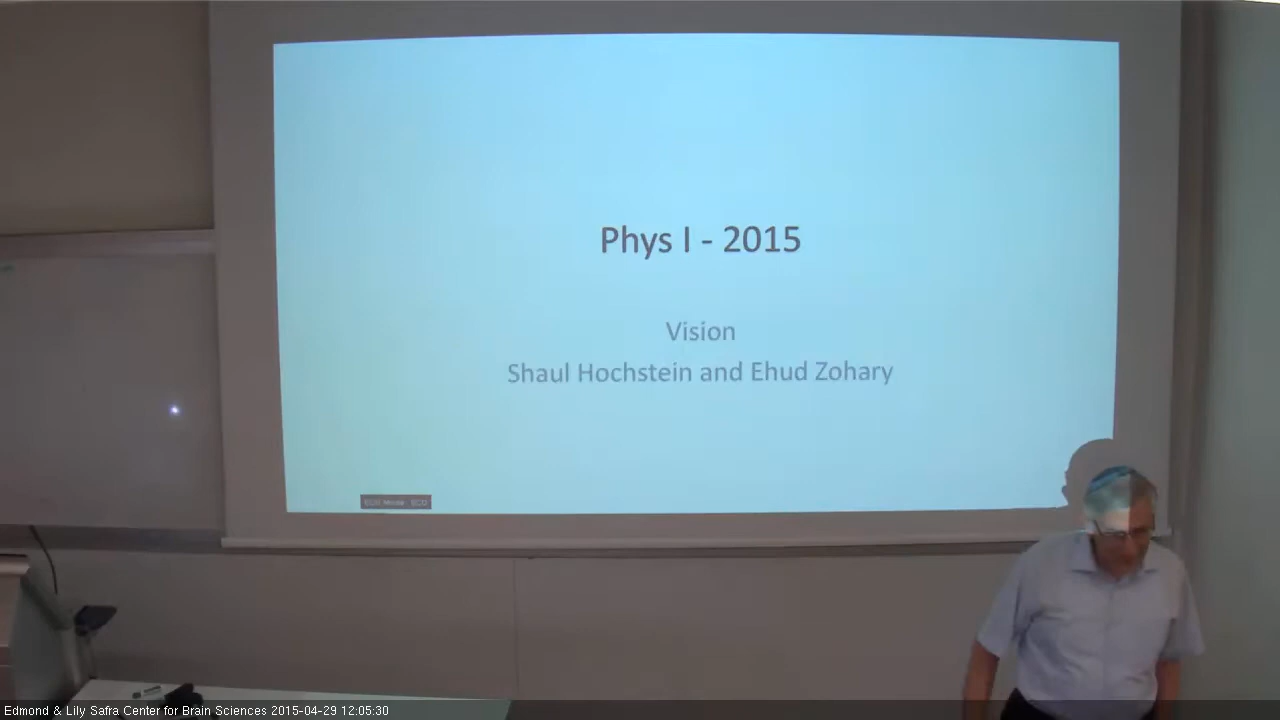 Phys I - 2015
Vision
Shaul Hochstein and Ehud Zohary
Edmond & Lily Safra Center for Brain Sciences 2015-04-29 12:05:30